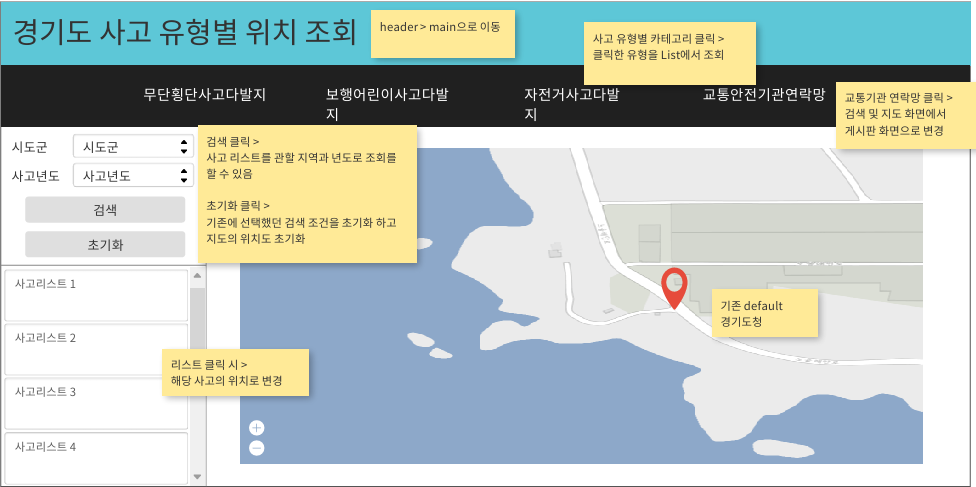 경기도 사고 유형별 위치 조회
header > main으로 이동
사고 유형별 카테고리 클릭 >
클릭한 유형을 List에서 조회
무단횡단사고다발지
보행어린이사고다발
지
자전거사고다발
지
교통안전기관연락망
교통기관 연락망 클릭 >
검색 및 지도 화면에서
게시판 화면으로 변경
시도군
시도군
사고년도
사고년도
검색
초기화
검색 클릭 >
사고 리스트를 관할 지역과 년도로 조회를
할 수 있음
초기화 클릭 >
기존에 선택했던 검색 조건을 초기화 하고
지도의 위치도 초기화
사고리스트 1
사고리스트 2
사고리스트 3
사고리스트 4
리스트 클릭 시 >
해당 사고의 위치로 변경
기존 default
경기도청